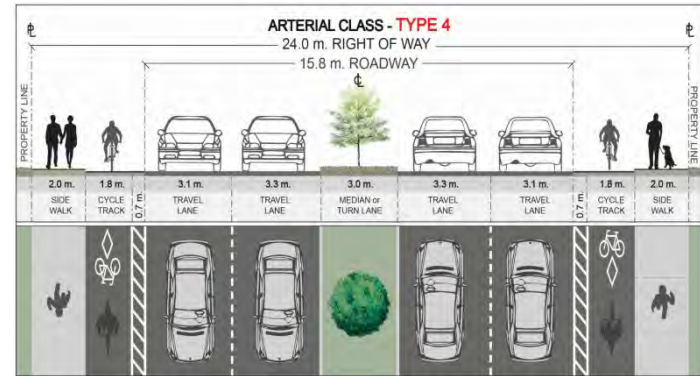 ARTERIAL CLASS - TYPE 4
24.0 m. RIGHT OF WAY
15.8 m. ROADWAY
PROPERTY LINE
PROPERTY LINE
2.0 m.
SIDE
WALK
1.8 m.
CYCLE
TRACK
0.7 m.
3.1 m.
TRAVEL
LANE
3.3 m.
TRAVEL
LANE
3.0 m.
MEDIAN or
TURN LANE
3.3 m.
TRAVEL
LANE
3.1 m.
TRAVEL
LANE
0.7 m.
1.8 m.
CYCLE
TRACK
2.0 m.
SIDE
WALK